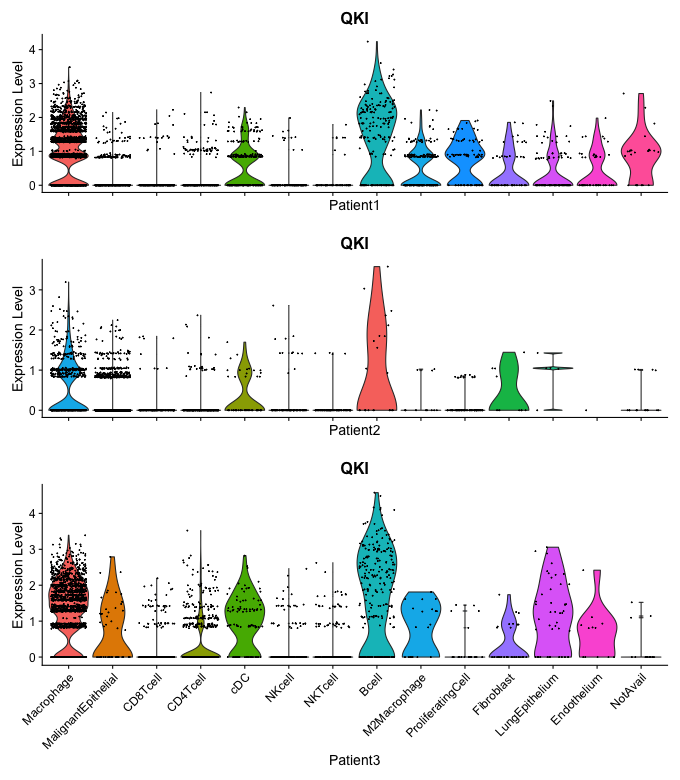 QKI
Expression Level
4
3
2
1
0
Patient1
QKI
Expression Level
3
2
1
0
Patient2
QKI
Expression Level
4
3
2
1
0
Macrophage
MalignantEpithelial
CD8Tcell
CD4Tcell
cDC
NKcell
NKTcell
Bcell
M2Macrophage
ProliferatingCell
Fibroblast
LungEpithelium
Endothelium
NotAvail
Patient3